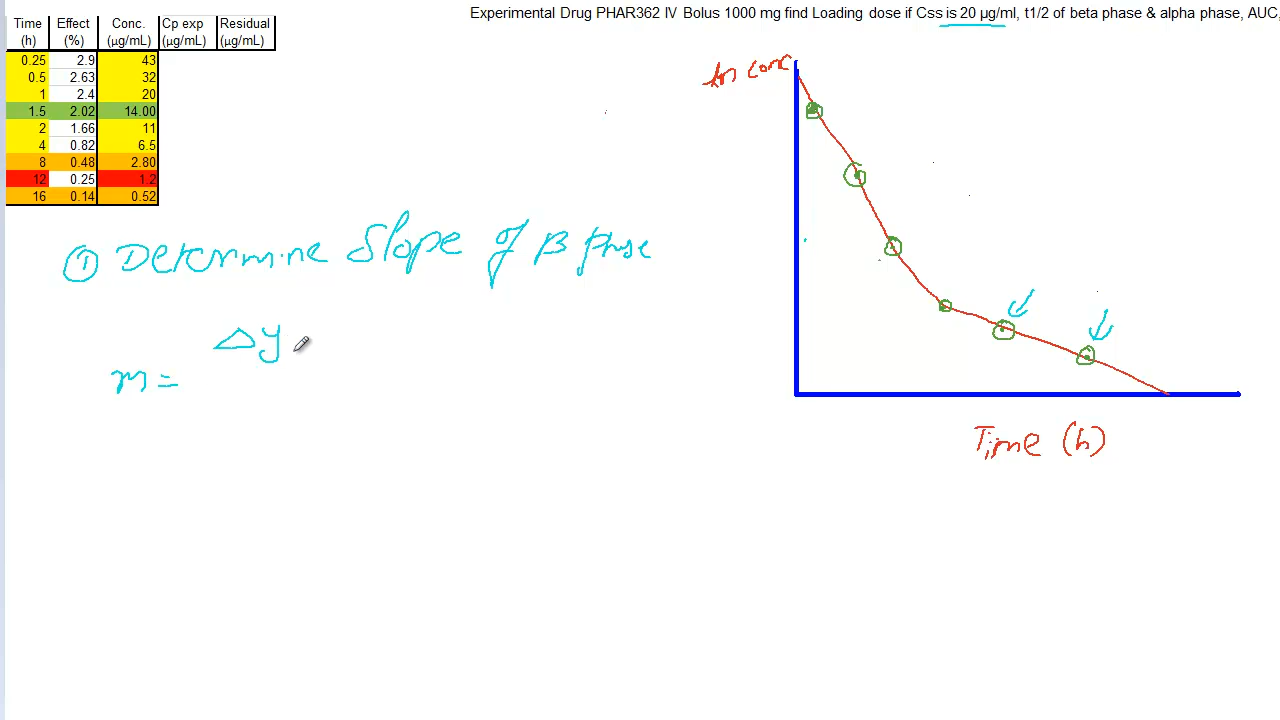 Experimental Drug PHAR362 IV Bolus 1000 mg find Loading dose if Css is 20 µg/ml, t1/2 of beta phase & alpha phase, AUC,
Time (h) Effect (%) Conc. (µg/mL) Cp exp (µg/mL) Residual (µg/mL)
0.25 2.9 43
0.5 2.63 32
1 2.4 20
1.5 2.02 14.00
2 1.66 11
4 0.82 6.5
8 0.48 2.80
12 0.25 1.2
16 0.14 0.52
ln conc
① Determine Slope of β phase
Δy
m =
Time (h)